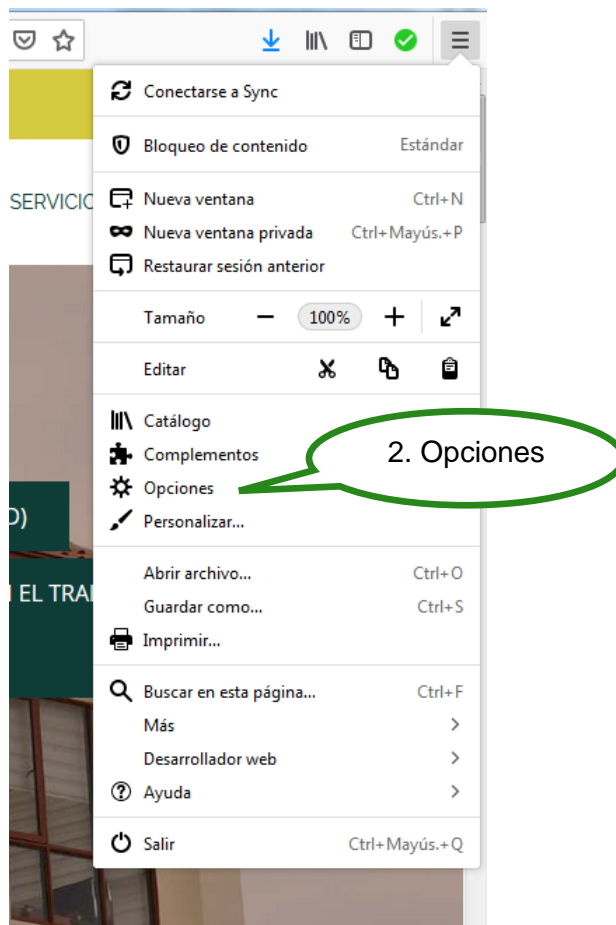 Conectarse a Sync
Bloqueo de contenido Estándar
SERVICIO
Nueva ventana Ctrl+N
Nueva ventana privada Ctrl+Mayús.+P
Restaurar sesión anterior
Tamaño − 100% +
Editar
Catálogo
Complementos
2. Opciones
Opciones
Personalizar...
O)
Abrir archivo... Ctrl+O
EL TRA
Guardar como... Ctrl+S
Imprimir...
Buscar en esta página... Ctrl+F
Más >
Desarrollador web >
Ayuda >
Salir Ctrl+Mayús.+Q